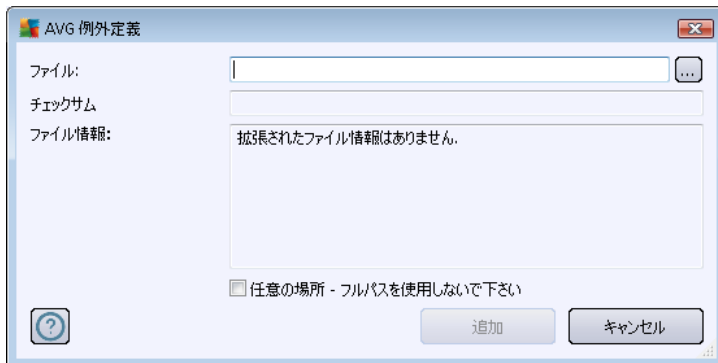 AVG 例外定義
ファイル:
...
チェックサム
ファイル情報:
拡張されたファイル情報はありません.
任意の場所 - フルパスを使用しないで下さい
?
追加
キャンセル